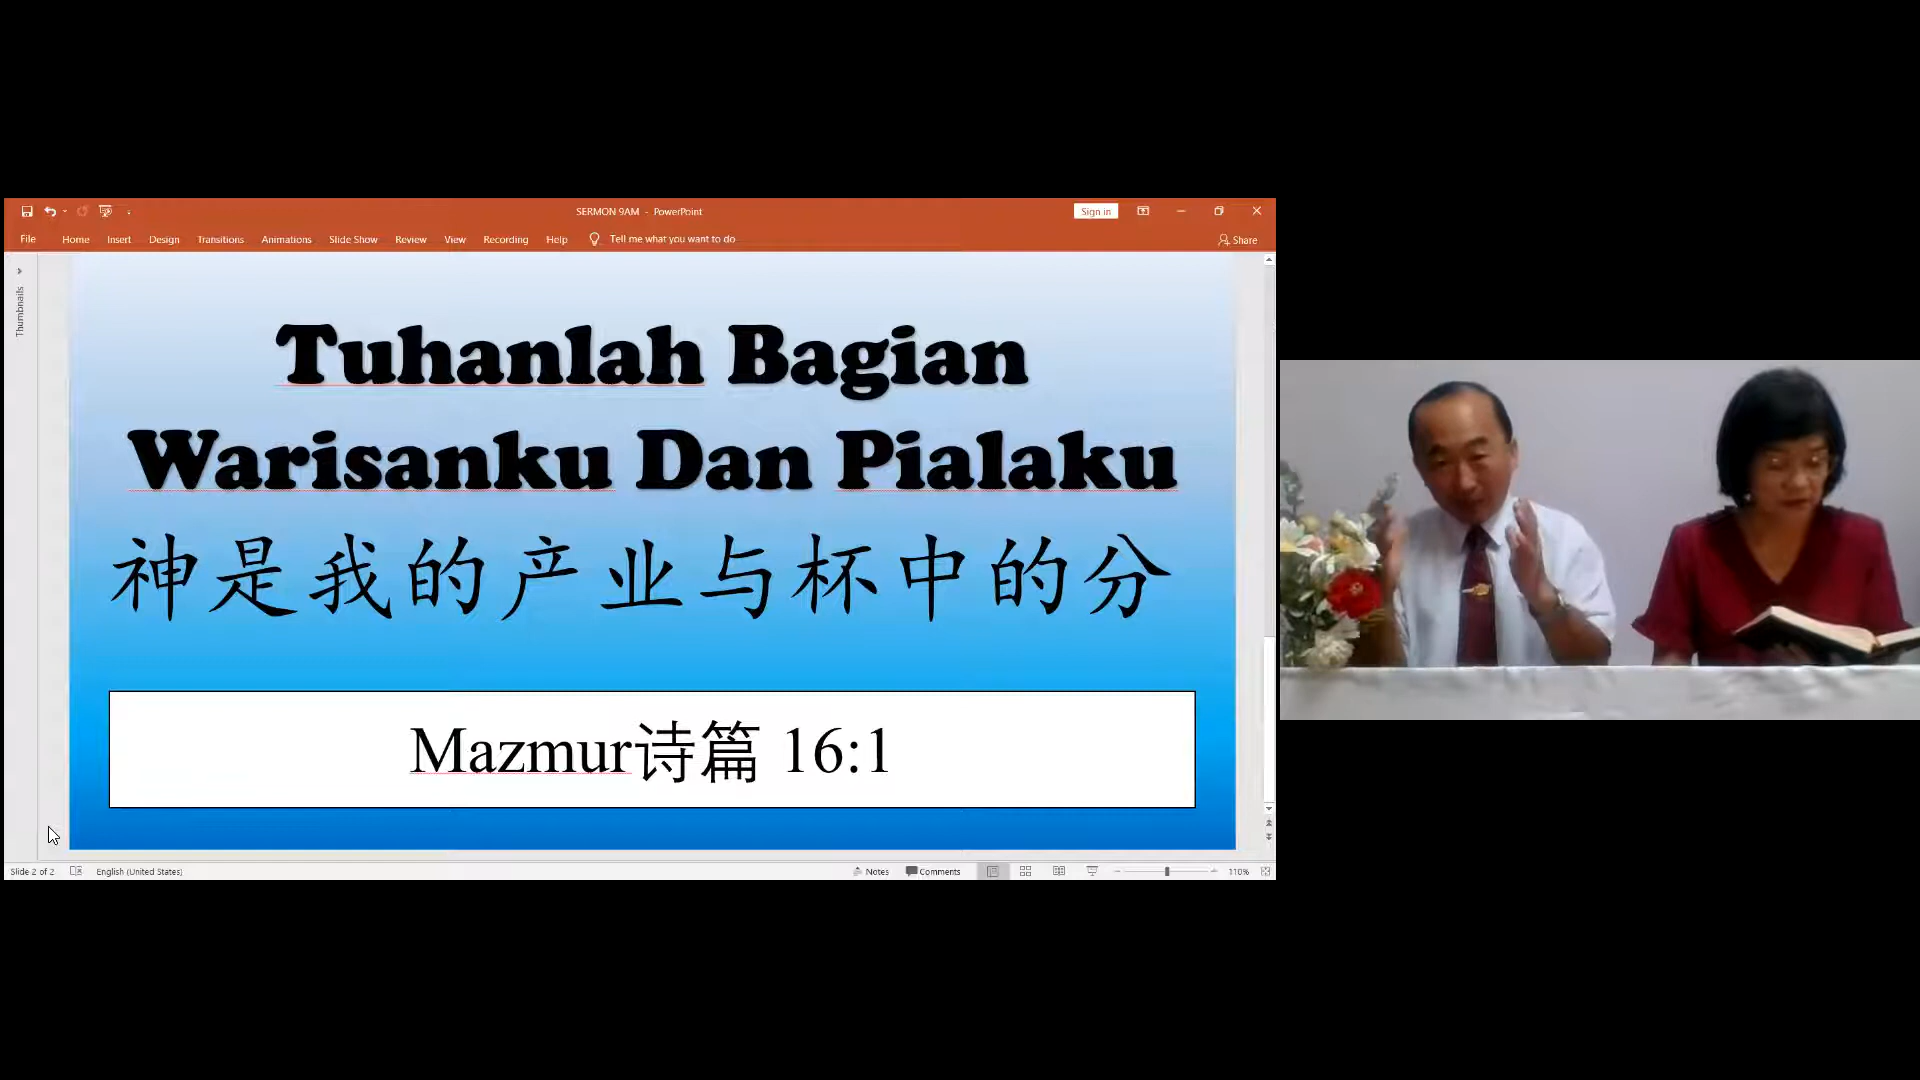 SERMON 9AM - PowerPoint
Sign in
File Home Insert Design Transitions Animations Slide Show Review View Recording Help Tell me what you want to do Share
Thumbnails
Tuhanlah Bagian
Warisanku Dan Pialaku
神是我的产业与杯中的分
Mazmur诗篇 16:1
Slide 2 of 2 English (United States) Notes Comments 110%